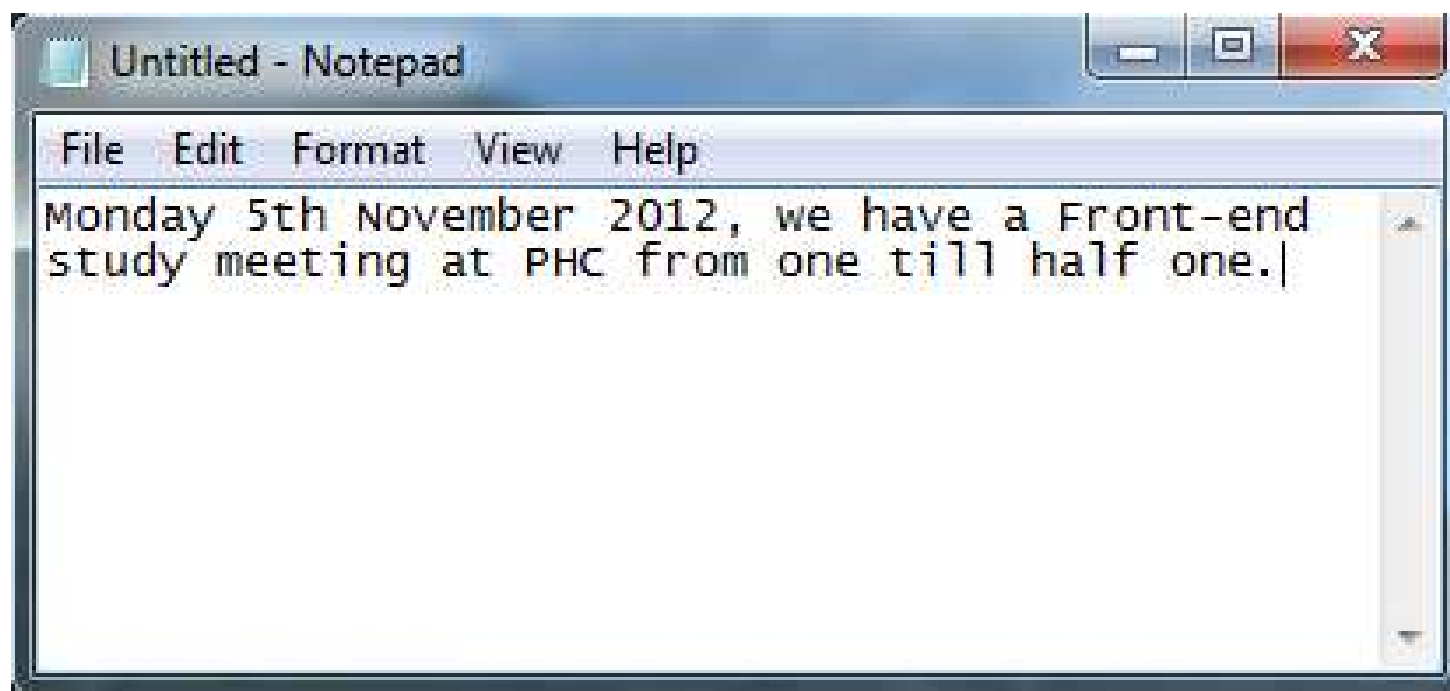 Untitled - Notepad
File Edit Format View Help
Monday 5th November 2012, we have a Front-end
study meeting at PHC from one till half one.